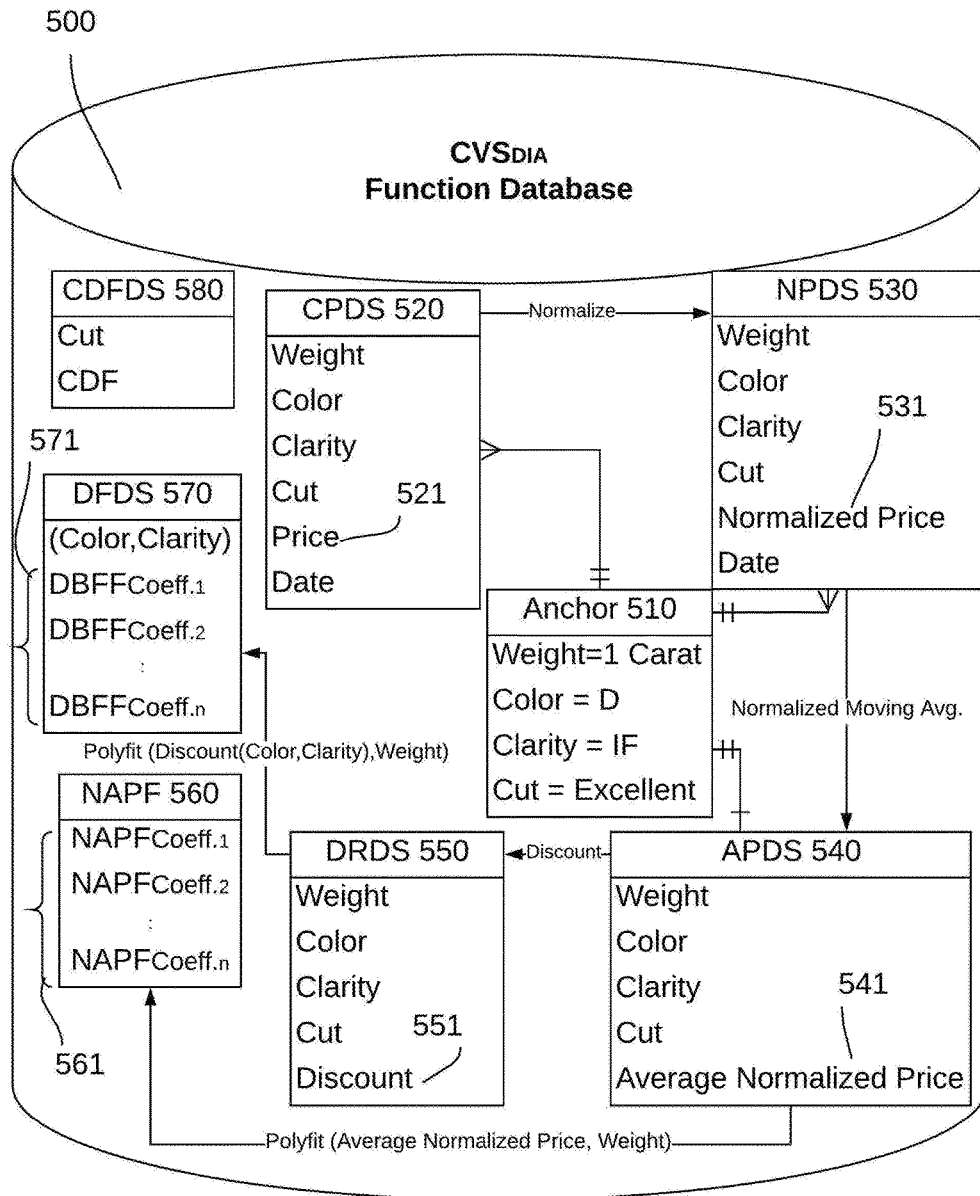 500
CVSDIA
Function Database
CDFDS 580
Cut
CDF
CPDS 520
Weight
Color
Clarity
Cut
Price
Date
521
Normalize
NPDS 530
Weight
Color
Clarity
Cut
Normalized Price
Date
531
571
DFDS 570
(Color,Clarity)
DBFFCoeff.1
DBFFCoeff.2
:
DBFFCoeff.n
Anchor 510
Weight=1 Carat
Color = D
Clarity = IF
Cut = Excellent
Normalized Moving Avg.
Polyfit (Discount(Color,Clarity),Weight)
NAPF 560
NAPFCoeff.1
NAPFCoeff.2
:
NAPFCoeff.n
561
DRDS 550
Weight
Color
Clarity
Cut
Discount
551
Discount
APDS 540
Weight
Color
Clarity
Cut
Average Normalized Price
541
Polyfit (Average Normalized Price, Weight)